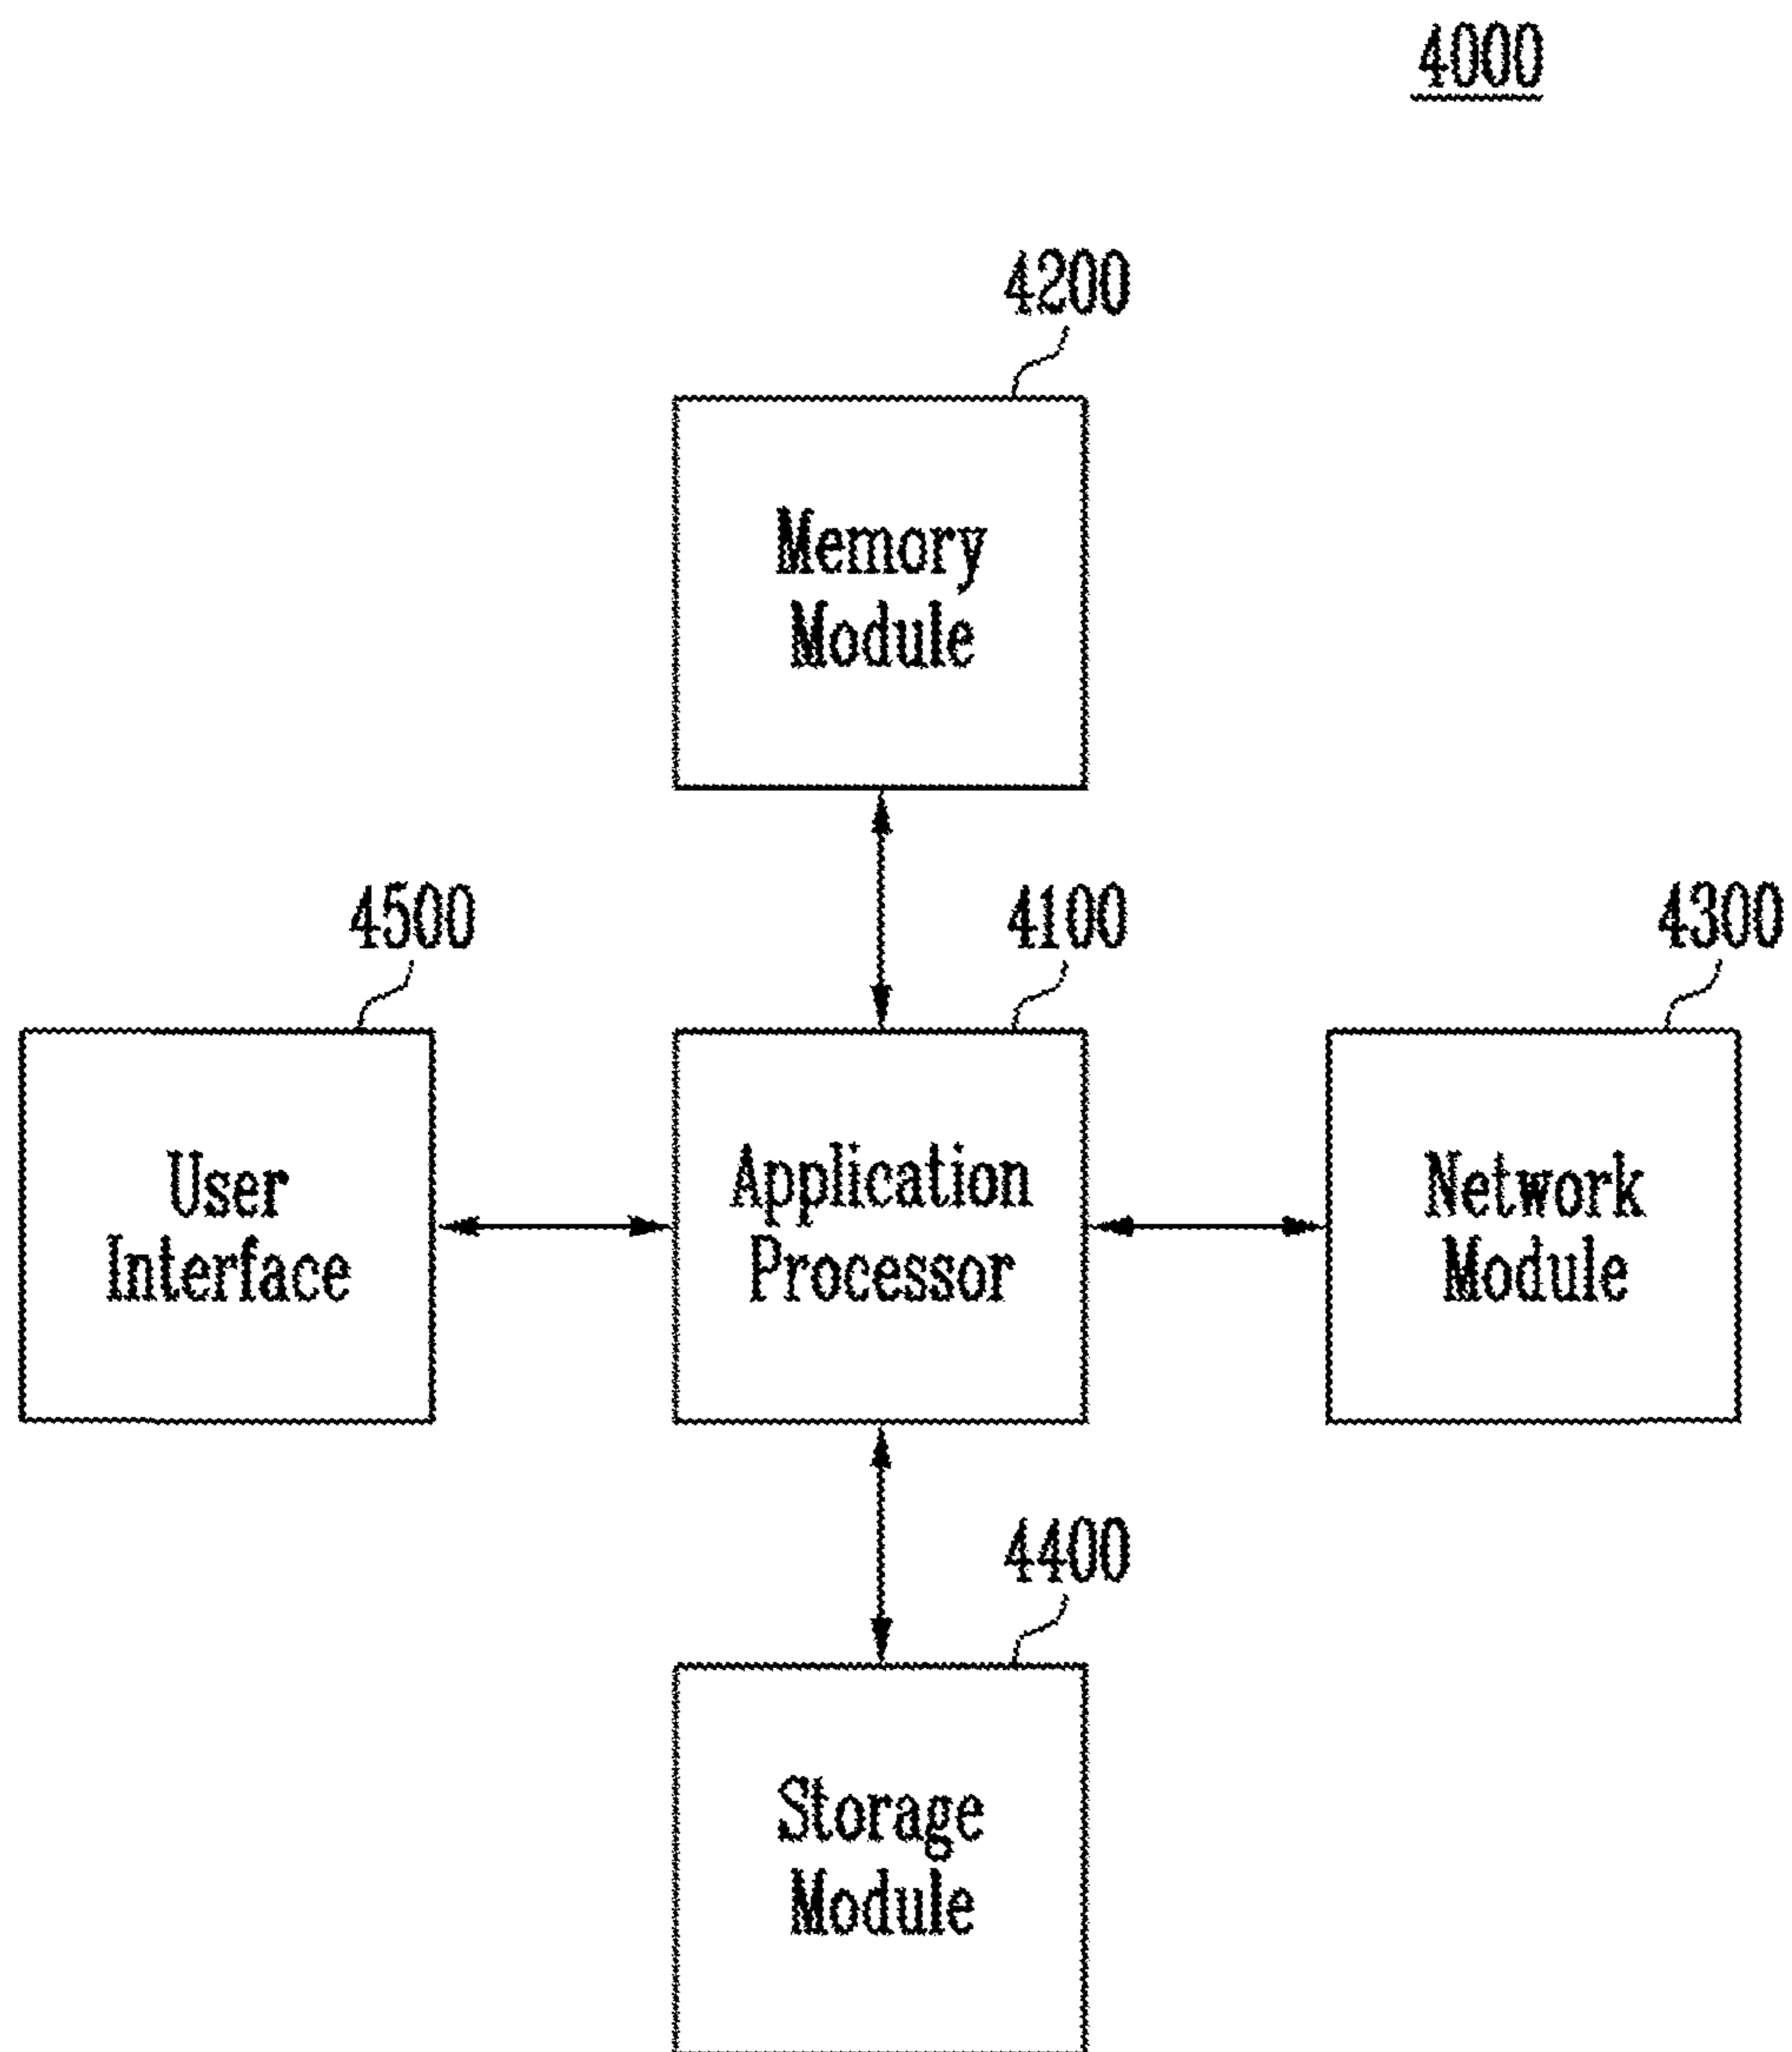 4000
4200
Memory
Module
4500
4100
4300
User
Interface
Application
Processor
Network
Module
4400
Storage
Module